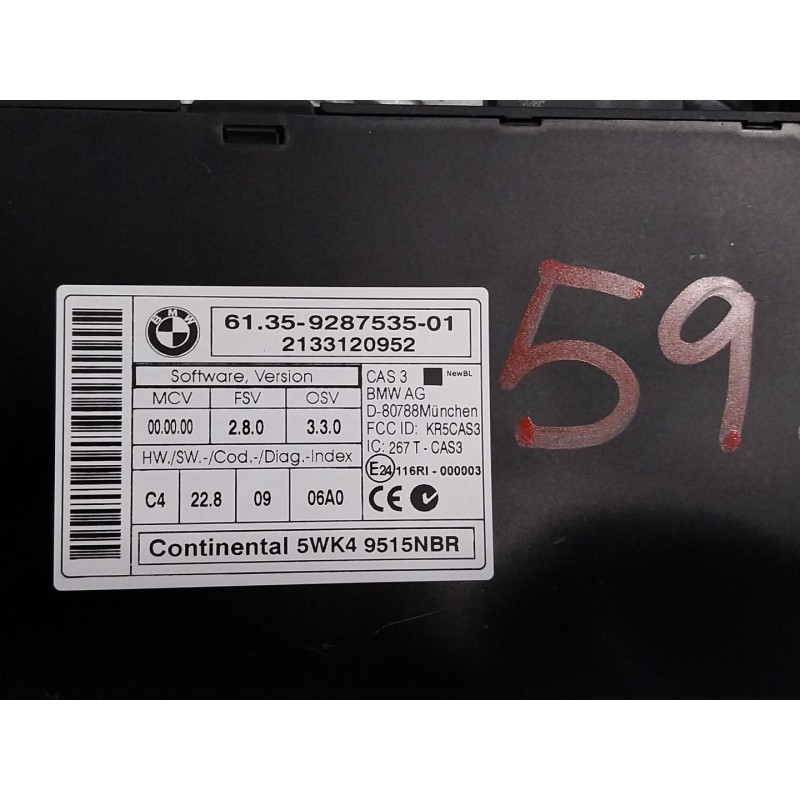 BMW
61.35-9287535-01
2133120952
Software, Version
MCV FSV OSV
00.00.00 2.8.0 3.3.0
HW./SW.-/Cod.-/Diag.-Index
C4 22.8 09 06A0
CAS 3 NewBL
BMW AG
D-80788München
FCC ID: KR5CAS3
IC: 267 T - CAS3
E24 116RI - 000003
CE
Continental 5WK4 9515NBR
59